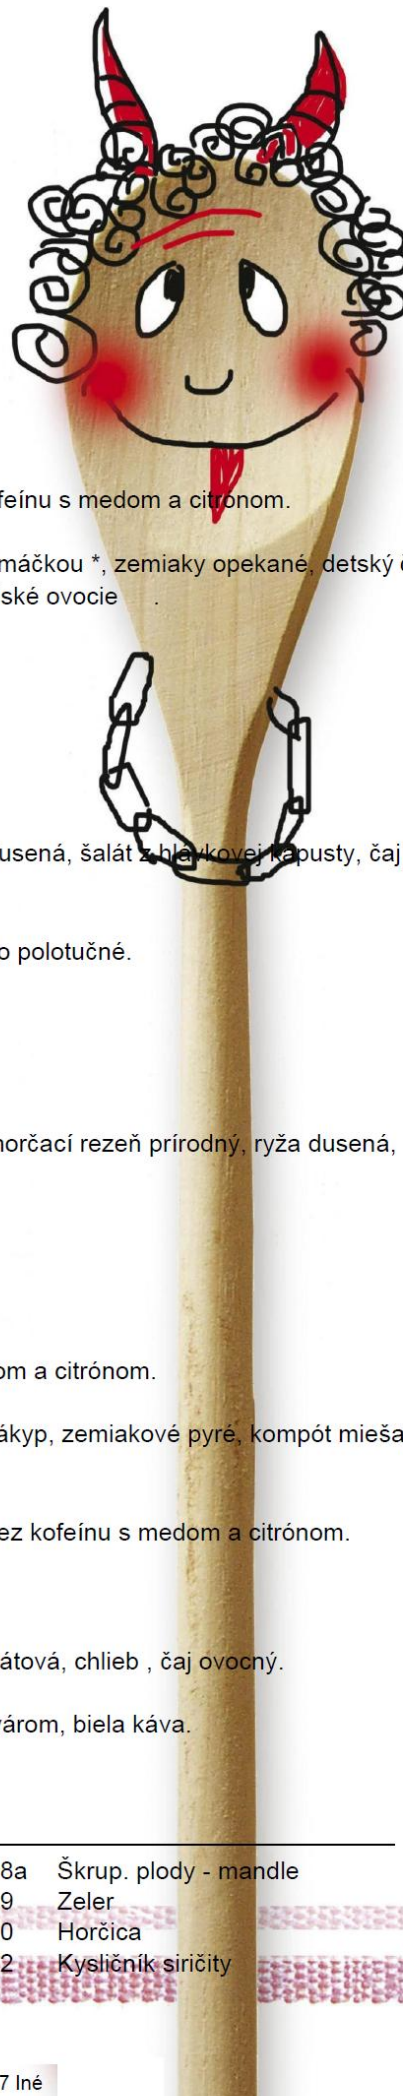 feínu s medom a citrónom.
máčkou *, zemiaky opekané, detský č
ské ovocie .
usená, šalát z hlávkovej kapusty, čaj
o polotučné.
norčací rezeň prírodný, ryža dusená,
om a citrónom.
ákyp, zemiakové pyré, kompót mieša
ez kofeínu s medom a citrónom.
átová, chlieb , čaj ovocný.
várom, biela káva.
8a Škrup. plody - mandle
9 Zeler
0 Horčica
2 Kysličník siričitý
7 Iné